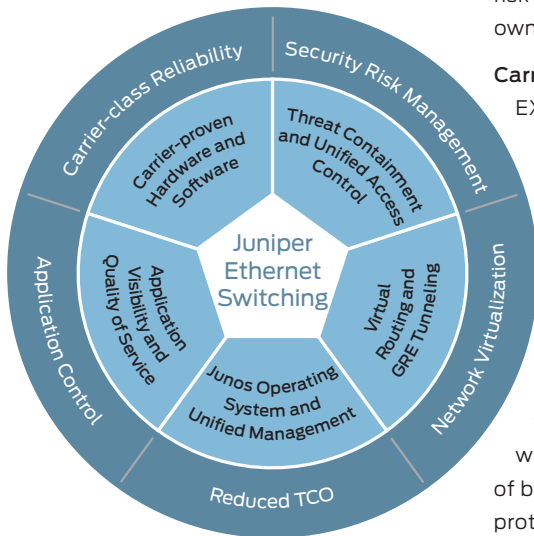 Carrier-class Reliability
Security Risk Management
Network Virtualization
Reduced TCO
Application Control
Carrier-proven
Hardware and
Software
Threat Containment
and Unified Access
Control
Virtual
Routing and
GRE Tunneling
Junos Operating
System and
Unified Management
Application
Visibility and
Quality of Service
Juniper
Ethernet
Switching
own
Carr
EX
w
of b
prot